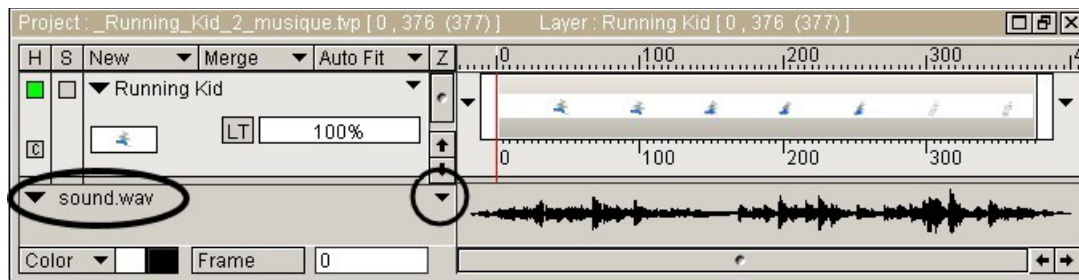 Project : _Running_Kid_2_musique.tvp [ 0 , 376 (377) ] Layer : Running Kid [ 0 , 376 (377) ]
H S New Merge Auto Fit Z 0 100 200 300
Running Kid
LT 100%
C 0 100 200 300
sound.wav
Color Frame 0